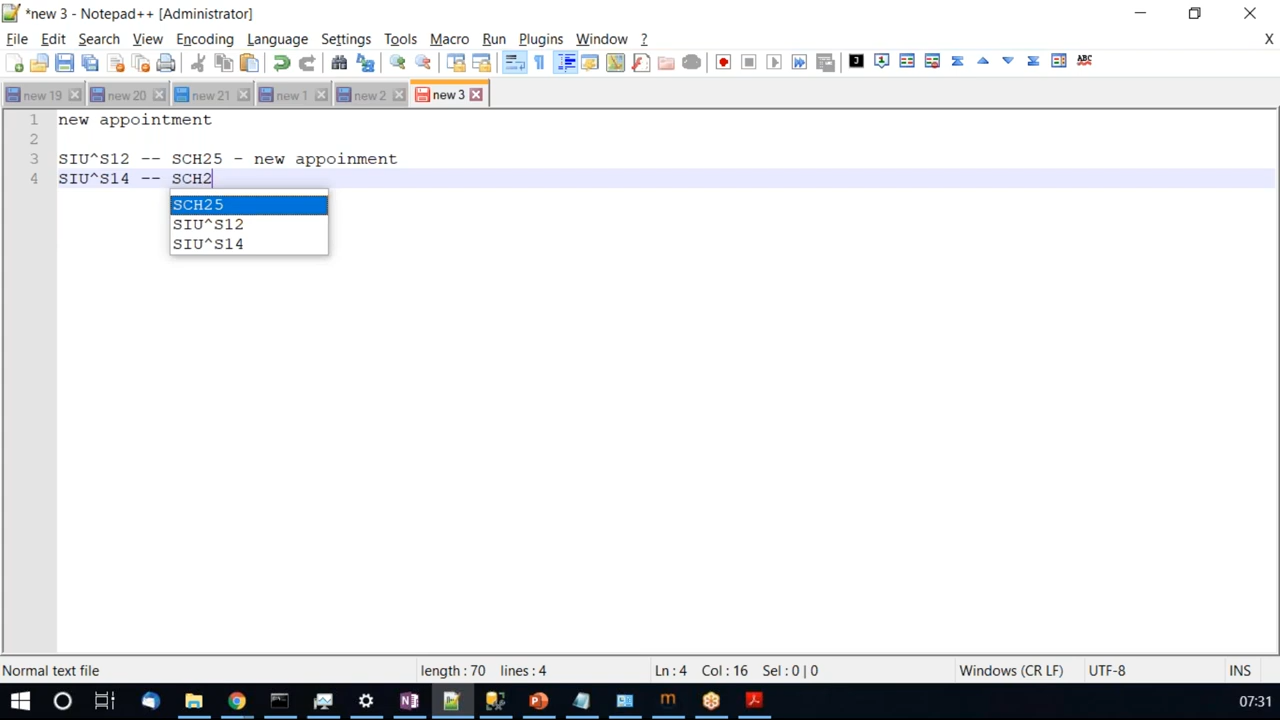 *new 3 - Notepad++ [Administrator]
File Edit Search View Encoding Language Settings Tools Macro Run Plugins Window ? X
new 19 new 20 new 21 new 1 new 2 new 3
1 new appointment
2
3 SIU^S12 -- SCH25 - new appoinment
4 SIU^S14 -- SCH2
SCH25
SIU^S12
SIU^S14
Normal text file length : 70 lines : 4 Ln : 4 Col : 16 Sel : 0 | 0 Windows (CR LF) UTF-8 INS
07:31